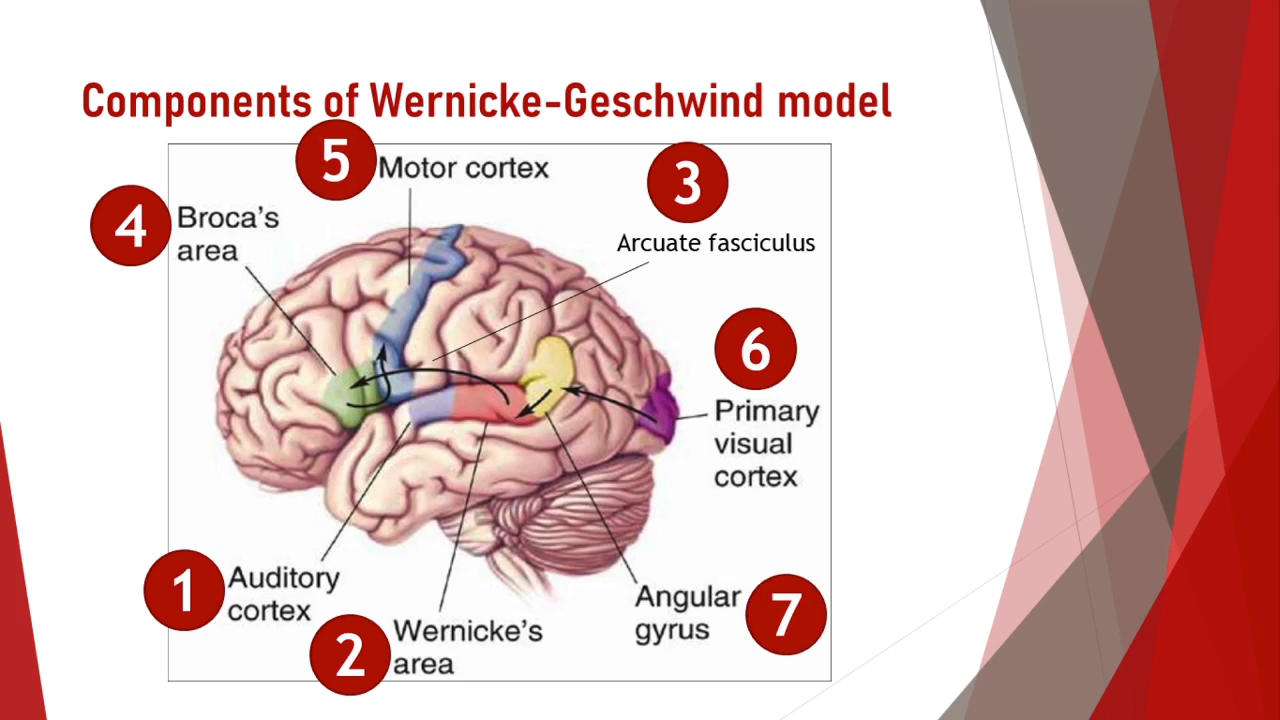 Components of Wernicke-Geschwind model
5
Motor cortex
3
4
Broca's
area
Arcuate fasciculus
6
Primary
visual
cortex
1
Auditory
cortex
2
Wernicke's
area
Angular
gyrus
7